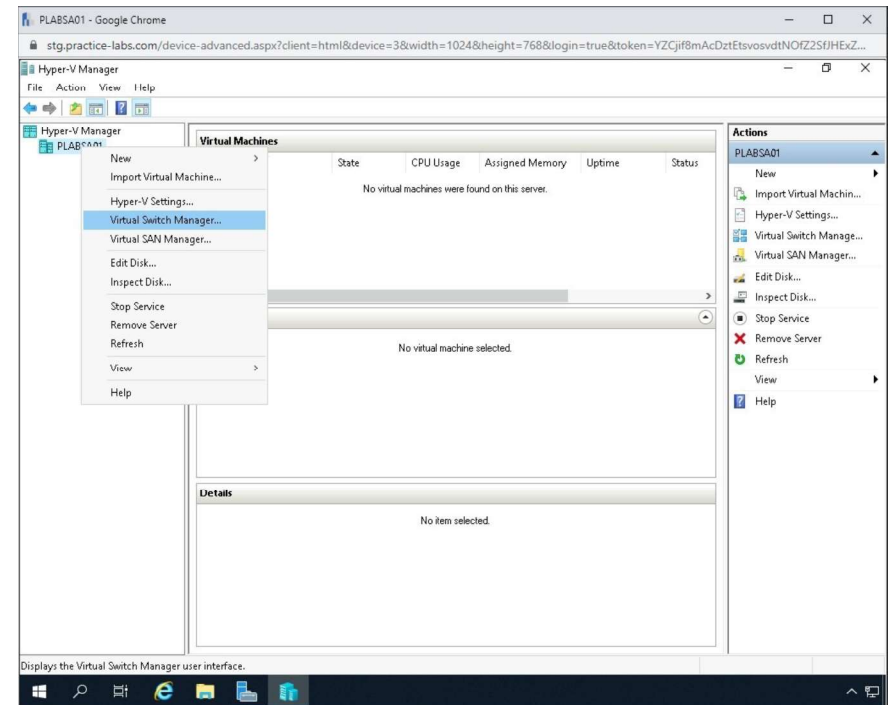 PLABSA01 - Google Chrome
stg.practice-labs.com/device-advanced.aspx?client=html&device=3&width=1024&height=768&login=true&token=YZCjif8mAcDztEtsvosvdtNOfZ2SfJHExZ...
Hyper-V Manager
File Action View Help
Hyper-V Manager
PLABSA01
New
Import Virtual Machine...
Hyper-V Settings...
Virtual Switch Manager...
Virtual SAN Manager...
Edit Disk...
Inspect Disk...
Stop Service
Remove Server
Refresh
View
Help
Virtual Machines
State CPU Usage Assigned Memory Uptime Status
No virtual machines were found on this server.
No virtual machine selected.
Details
No item selected.
Actions
PLABSA01
New
Import Virtual Machin...
Hyper-V Settings...
Virtual Switch Manage...
Virtual SAN Manager...
Edit Disk...
Inspect Disk...
Stop Service
Remove Server
Refresh
View
Help
Displays the Virtual Switch Manager user interface.